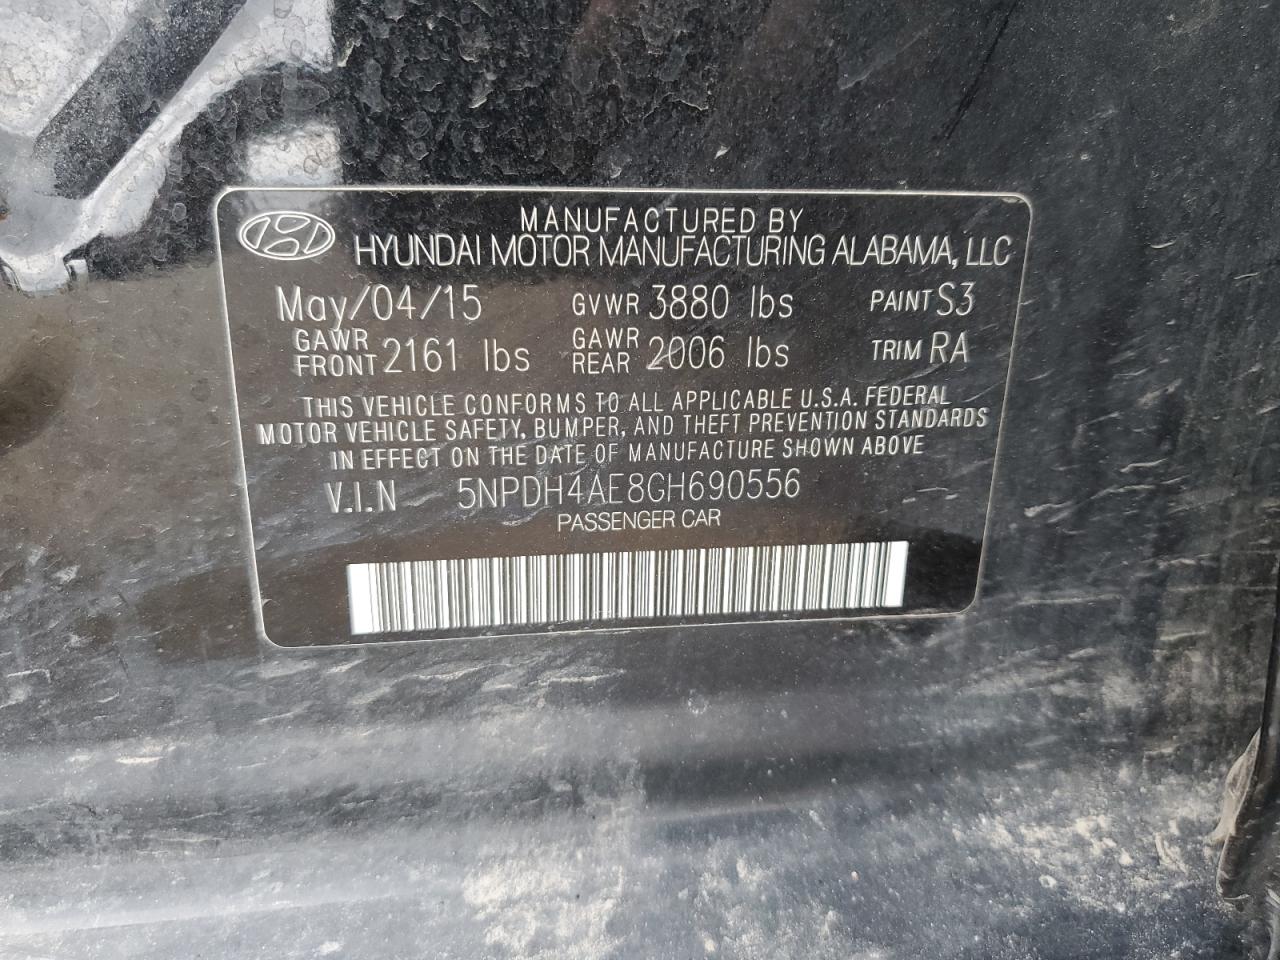 MANUFACTURED BY
HYUNDAI MOTOR MANUFACTURING ALABAMA, LLC
May/04/15 GVWR 3880 lbs PAINT S3
GAWR FRONT 2161 lbs GAWR REAR 2006 lbs TRIM RA
THIS VEHICLE CONFORMS TO ALL APPLICABLE U.S.A. FEDERAL
MOTOR VEHICLE SAFETY, BUMPER, AND THEFT PREVENTION STANDARDS
IN EFFECT ON THE DATE OF MANUFACTURE SHOWN ABOVE
V.I.N 5NPDH4AE8GH690556
PASSENGER CAR